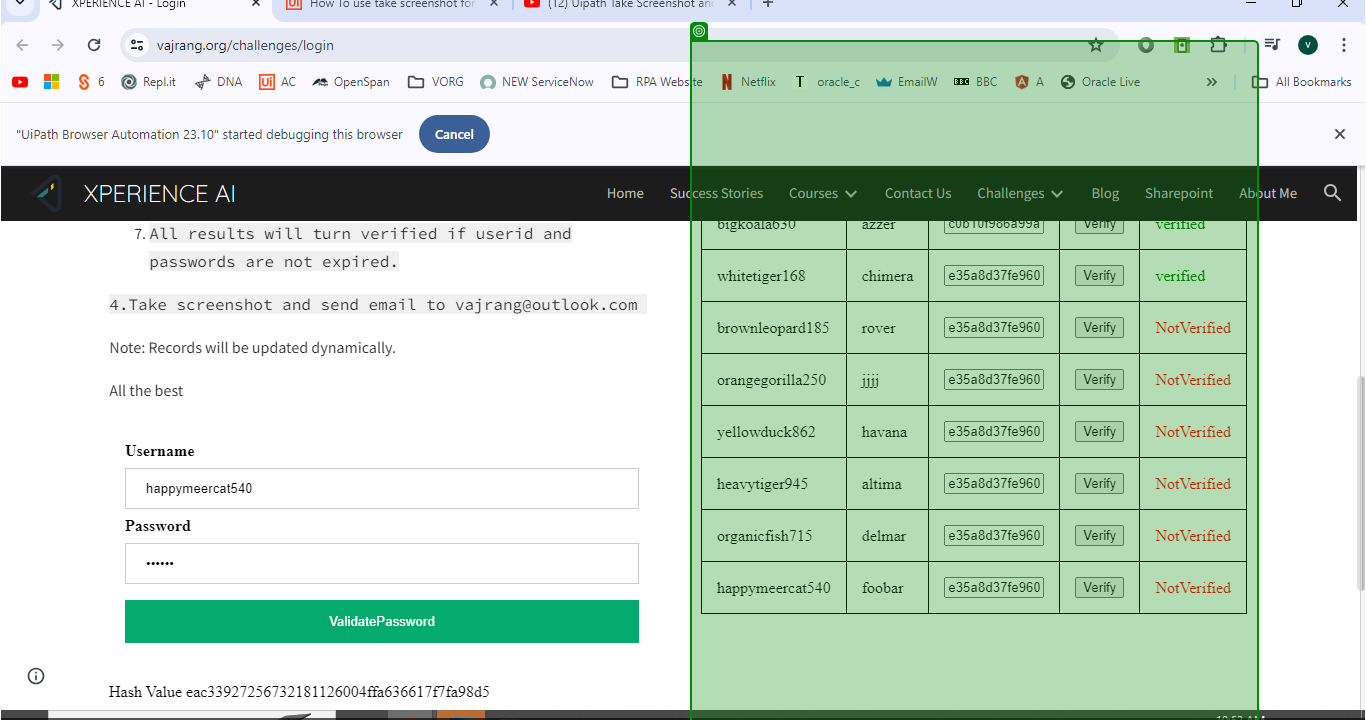 XPERIENCE AI - Login
How To use take screenshot for
(12) Uipath Take Screenshot and
vajrang.org/challenges/login
V
6
Repl.it
DNA
Ui AC
OpenSpan
VORG
NEW ServiceNow
RPA Website
Netflix
T oracle_c
EmailW
BBC BBC
A
Oracle Live
All Bookmarks
"UiPath Browser Automation 23.10" started debugging this browser
Cancel
XPERIENCE AI
Home Success Stories Courses Contact Us Challenges Blog Sharepoint About Me
7. All results will turn verified if userid and
passwords are not expired.
4.Take screenshot and send email to vajrang@outlook.com
Note: Records will be updated dynamically.
All the best
Username
happymeercat540
Password
••••••
ValidatePassword
Hash Value eac33927256732181126004ffa636617f7fa98d5
bigkoala630 azzer c0b10f986a99a Verify verified
whitetiger168 chimera e35a8d37fe960 Verify verified
brownleopard185 rover e35a8d37fe960 Verify NotVerified
orangegorilla250 jjjj e35a8d37fe960 Verify NotVerified
yellowduck862 havana e35a8d37fe960 Verify NotVerified
heavytiger945 altima e35a8d37fe960 Verify NotVerified
organicfish715 delmar e35a8d37fe960 Verify NotVerified
happymeercat540 foobar e35a8d37fe960 Verify NotVerified